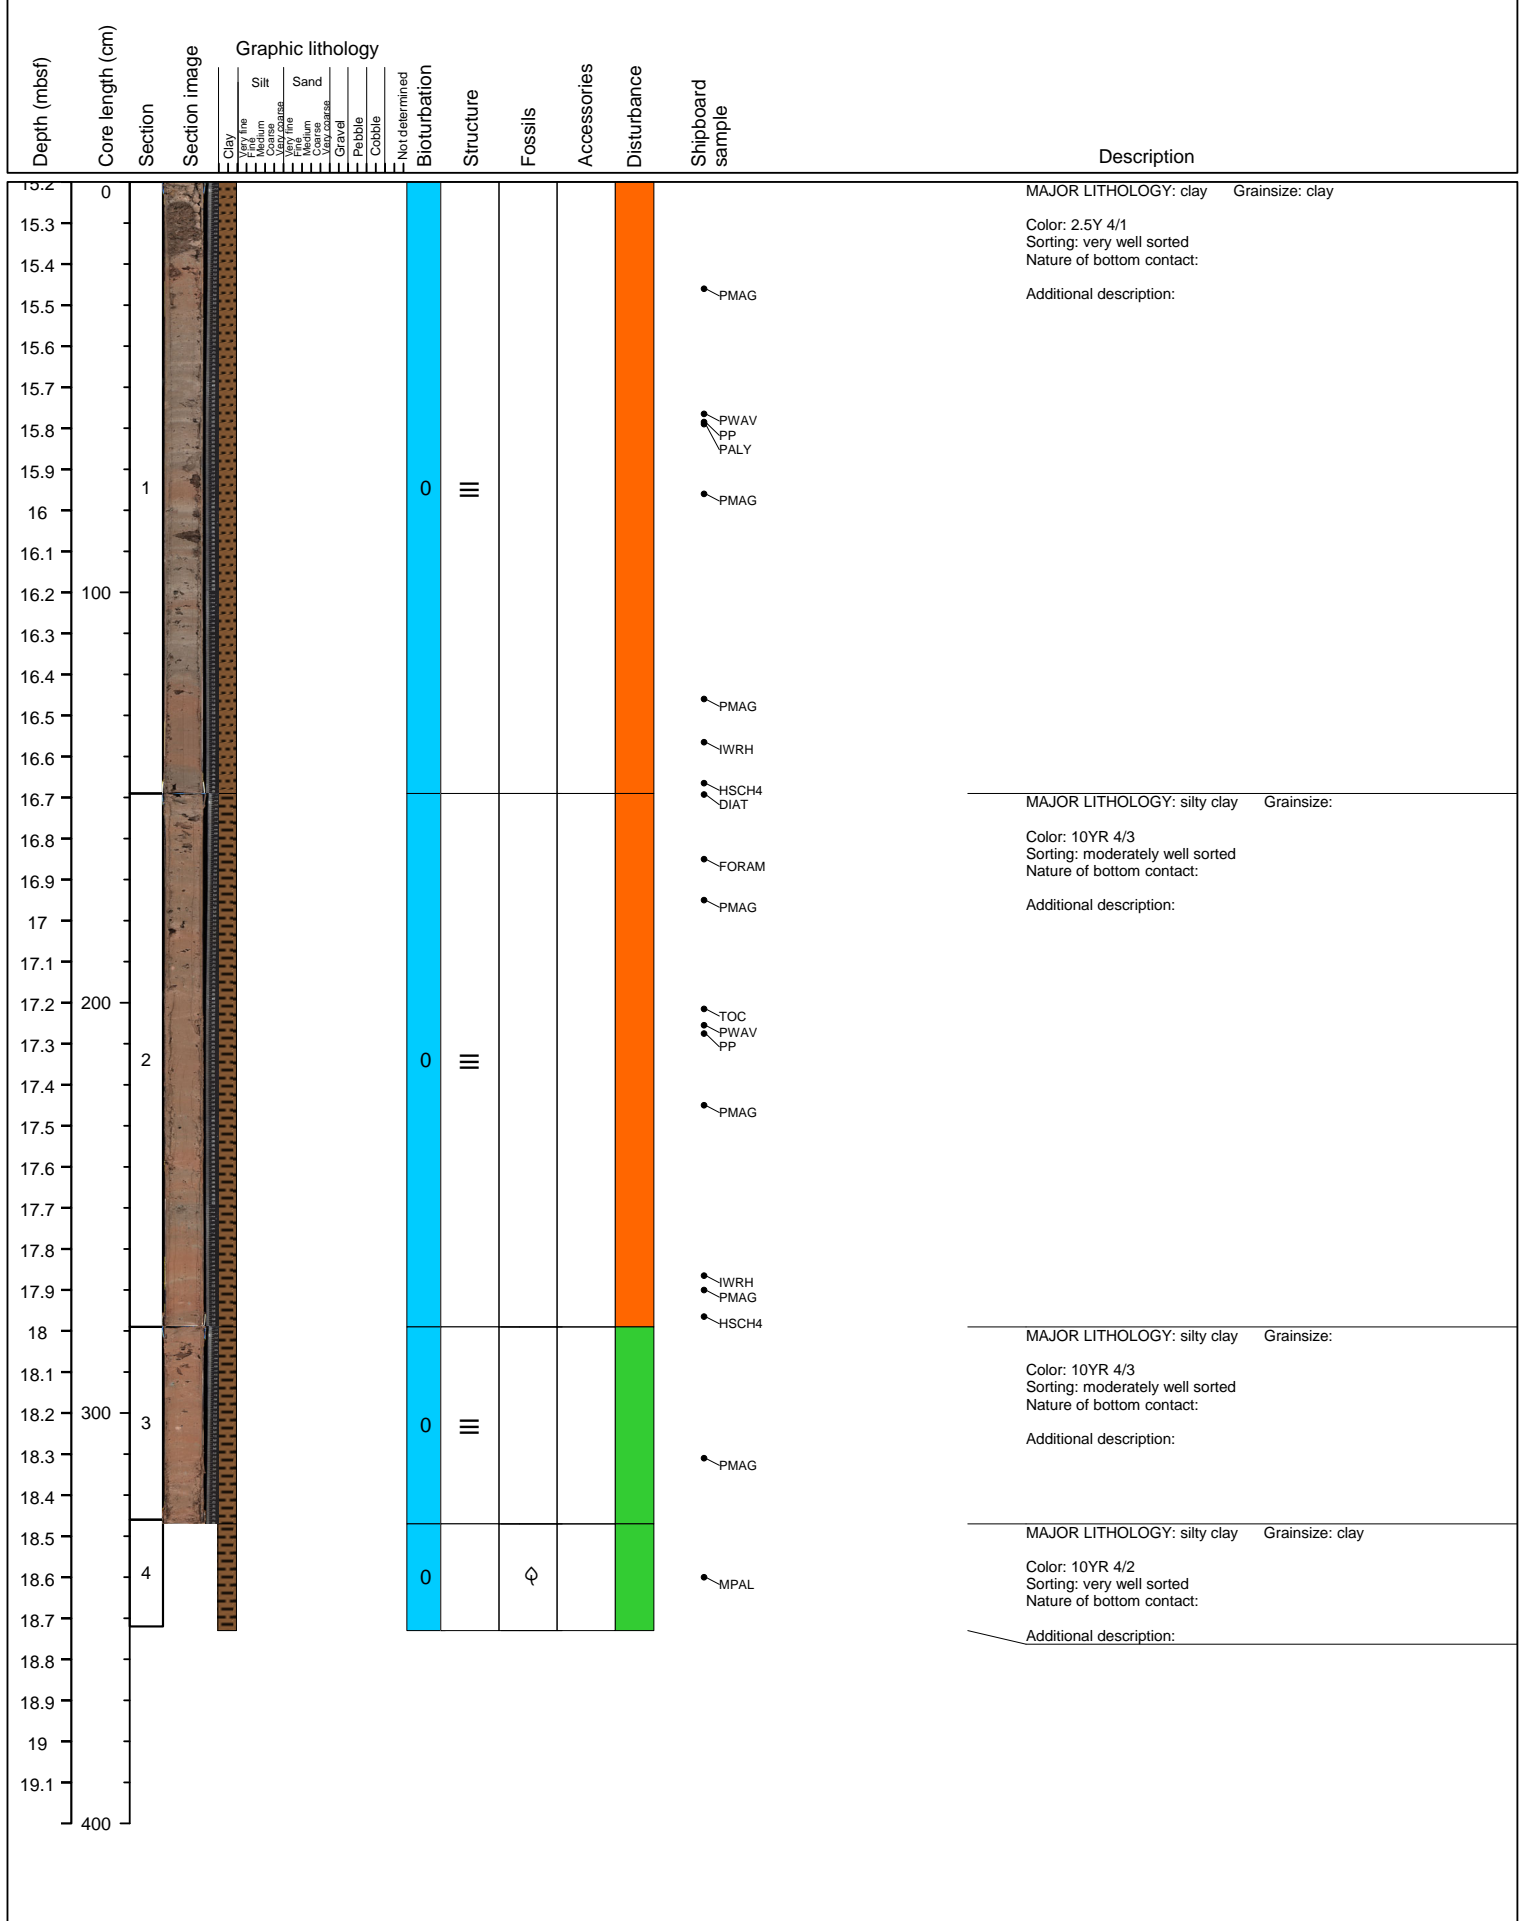 Depth (mbsf)
Core length (cm)
Section
Section image
Graphic lithology
Clay
Silt
Very fine
Fine
Medium
Coarse
Very coarse
Sand
Very fine
Fine
Medium
Coarse
Very coarse
Gravel
Pebble
Cobble
Not determined
Bioturbation
Structure
Fossils
Accessories
Disturbance
Shipboard
sample
Description
15.2 0
MAJOR LITHOLOGY: clay Grainsize: clay
15.3
Color: 2.5Y 4/1
Sorting: very well sorted
15.4
Nature of bottom contact:
PMAG
Additional description:
15.5
15.6
15.7
PWAV
15.8
PP
PALY
15.9
1 0
PMAG
16
16.1
16.2 100
16.3
16.4
PMAG
16.5
IWRH
16.6
HSCH4
16.7
DIAT
MAJOR LITHOLOGY: silty clay Grainsize:
16.8
Color: 10YR 4/3
Sorting: moderately well sorted
FORAM
Nature of bottom contact:
16.9
PMAG
Additional description:
17
17.1
17.2 200
TOC
PWAV
17.3
PP
2 0
17.4
PMAG
17.5
17.6
17.7
17.8
IWRH
17.9
PMAG
HSCH4
18
MAJOR LITHOLOGY: silty clay Grainsize:
18.1
Color: 10YR 4/3
Sorting: moderately well sorted
18.2 300
Nature of bottom contact:
3 0
Additional description:
18.3
PMAG
18.4
18.5
MAJOR LITHOLOGY: silty clay Grainsize: clay
4 0
Color: 10YR 4/2
18.6
MPAL
Sorting: very well sorted
Nature of bottom contact:
18.7
Additional description:
18.8
18.9
19
19.1
400